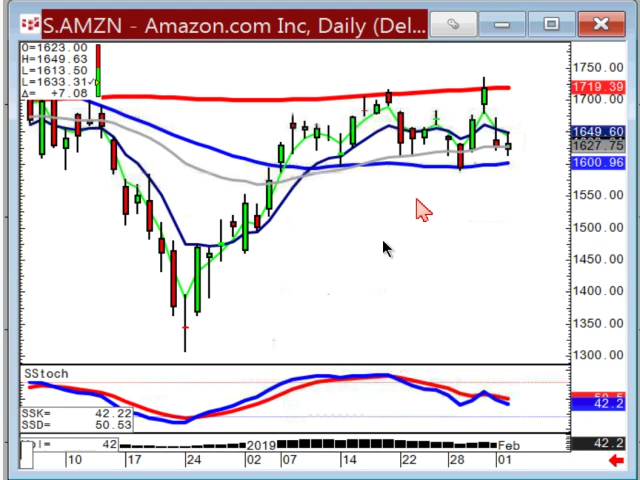 S.AMZN - Amazon.com Inc, Daily (Del...
O=1623.00
H=1649.63
L=1613.50
L=1633.31
Δ= +7.08
1750.00
1719.39
1700.00
1649.60
1627.75
1600.96
1550.00
1500.00
1450.00
1400.00
1350.00
1300.00
SStoch
SSK= 42.22
SSD= 50.53
50.5
42.2
Vol= 42
2019
Feb
42.2
10
17
24
02
07
14
22
28
01